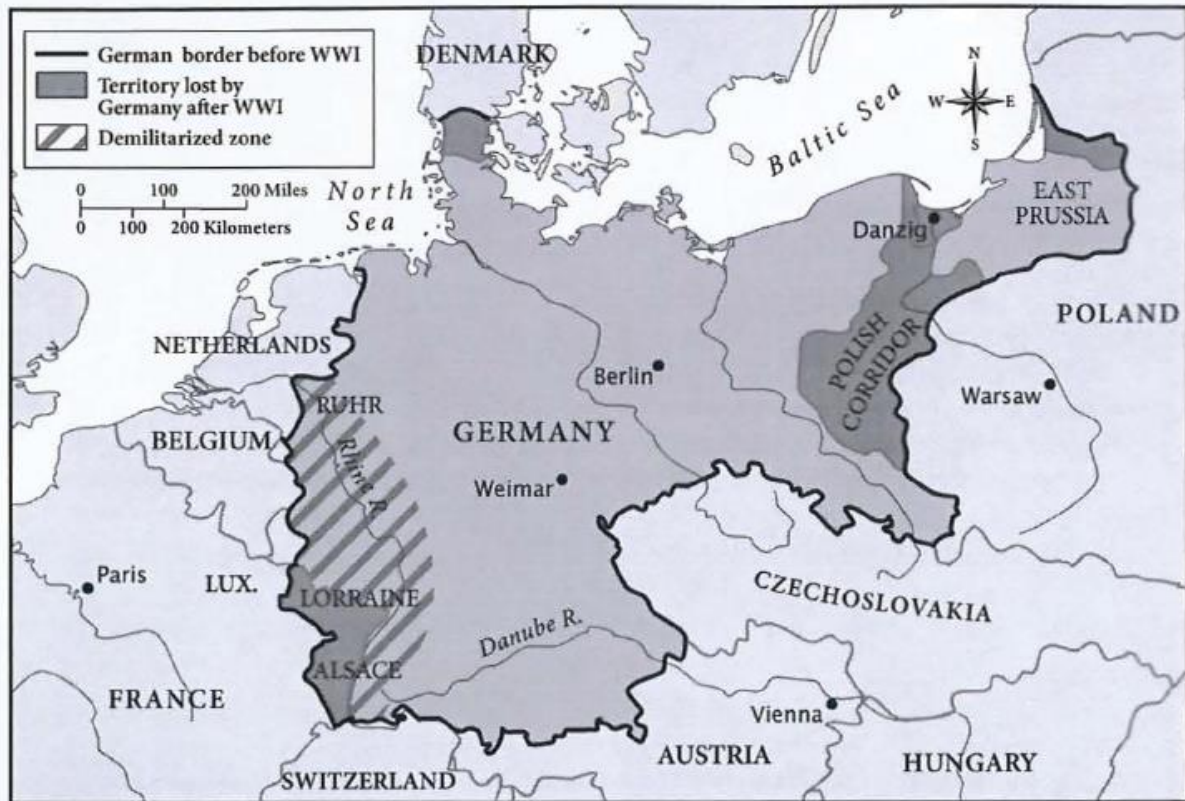 German border before WWI
Territory lost by
Germany after WWI
Demilitarized zone
0 100 200 Miles
0 100 200 Kilometers
DENMARK
N
W E
S
Baltic Sea
North
Sea
EAST
PRUSSIA
Danzig
POLAND
POLISH
CORRIDOR
NETHERLANDS
Berlin
Warsaw
RUHR
BELGIUM
GERMANY
Rhine R.
Weimar
Paris
LUX.
LORRAINE
CZECHOSLOVAKIA
Danube R.
ALSACE
FRANCE
Vienna
AUSTRIA
HUNGARY
SWITZERLAND